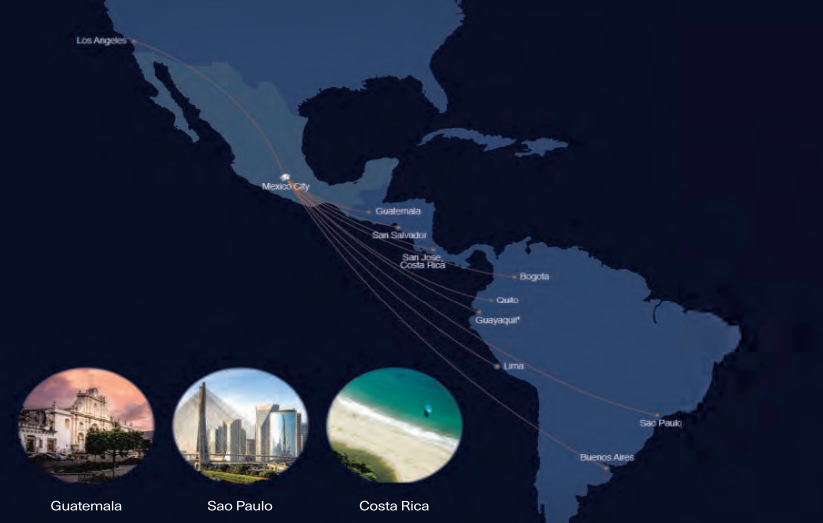 Los Angeles
Mexico City
Guatemala
San Salvador
San Jose,
Costa Rica
Bogota
Quito
Guayaquil*
Lima
Sao Paulo
Buenos Aires
Guatemala
Sao Paulo
Costa Rica